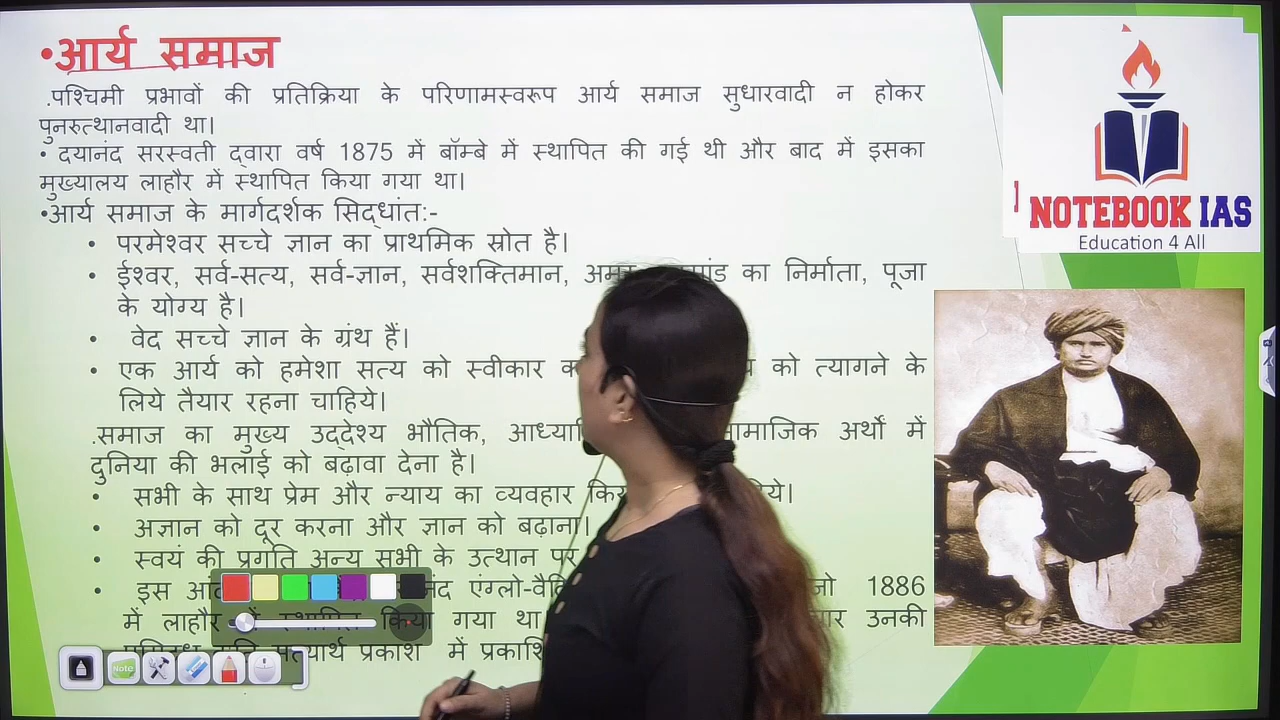 •आर्य समाज
.पश्चिमी प्रभावों की प्रतिक्रिया के परिणामस्वरूप आर्य समाज सुधारवादी न होकर
पुनरुत्थानवादी था।
• दयानंद सरस्वती द्वारा वर्ष 1875 में बॉम्बे में स्थापित की गई थी और बाद में इसका
मुख्यालय लाहौर में स्थापित किया गया था।
•आर्य समाज के मार्गदर्शक सिद्धांत:-
• परमेश्वर सच्चे ज्ञान का प्राथमिक स्रोत है।
• ईश्वर, सर्व-सत्य, सर्व-ज्ञान, सर्वशक्तिमान, का निर्माता, पूजा
के योग्य है।
• वेद सच्चे ज्ञान के ग्रंथ हैं।
• एक आर्य को हमेशा सत्य को स्वीकार को त्यागने के
लिये तैयार रहना चाहिये।
.समाज का मुख्य उद्देश्य भौतिक, अर्थों में
दुनिया की भलाई को बढ़ावा देना है।
• सभी के साथ प्रेम और न्याय का व्यवहार
• अज्ञान को दूर करना और ज्ञान को बढ़ाना।
• स्वयं की प्रगति अन्य सभी के उत्थान पर
• इस जो 1886
में लाहौर में स्थापित किया गया था उनकी
सत्यार्थ प्रकाश में
Note
NOTEBOOK IAS
Education 4 All